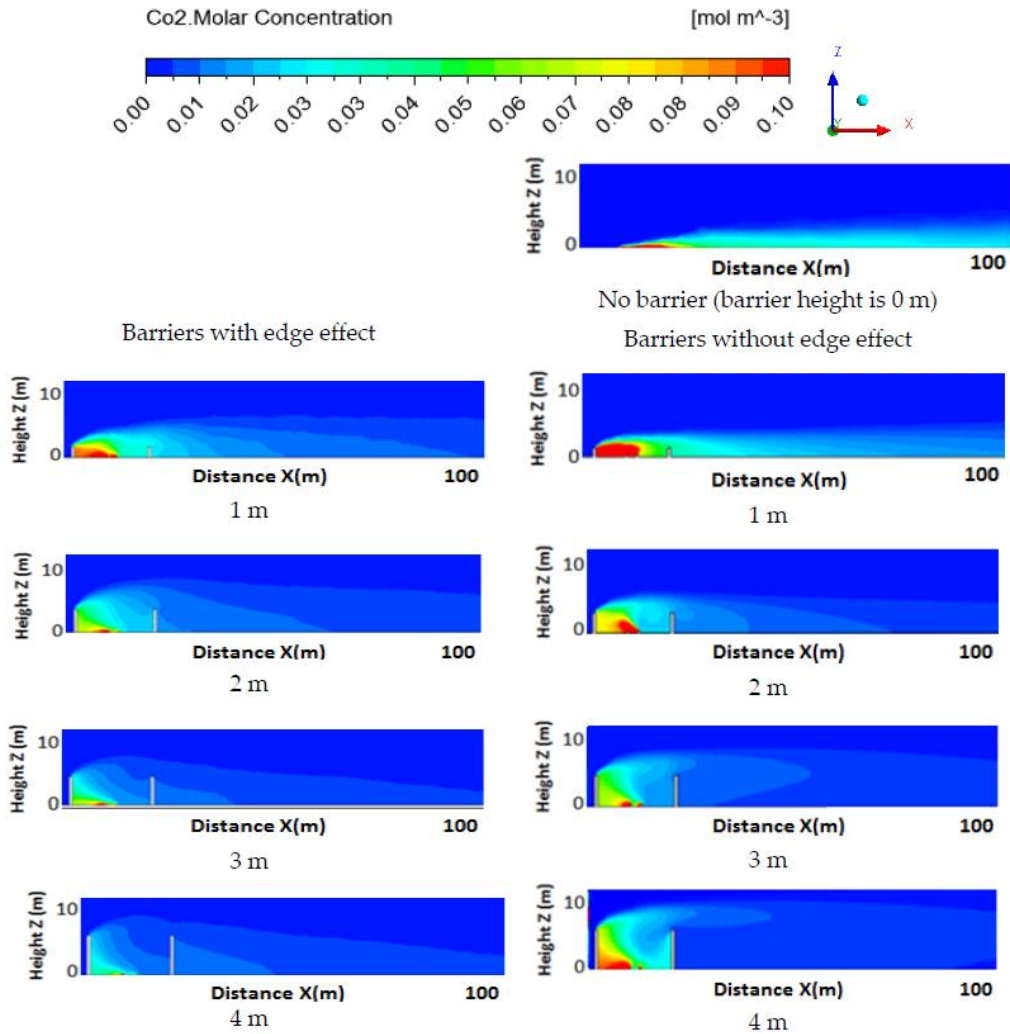 Co2.Molar Concentration [mol m^-3]
0.00 0.01 0.02 0.03 0.04 0.05 0.06 0.07 0.08 0.09 0.10
Z
Y X
Height Z (m)
10
0
Distance X(m) 100
No barrier (barrier height is 0 m)
Barriers with edge effect
Barriers without edge effect
Height Z (m)
10
0
Distance X(m) 100
1 m
Height Z (m)
10
0
Distance X(m) 100
1 m
Height Z (m)
10
0
Distance X(m) 100
2 m
Height Z (m)
10
0
Distance X(m) 100
2 m
Height Z (m)
10
0
Distance X(m) 100
3 m
Height Z (m)
10
0
Distance X(m) 100
3 m
Height Z (m)
10
0
Distance X(m) 100
4 m
Height Z (m)
10
0
Distance X(m) 100
4 m